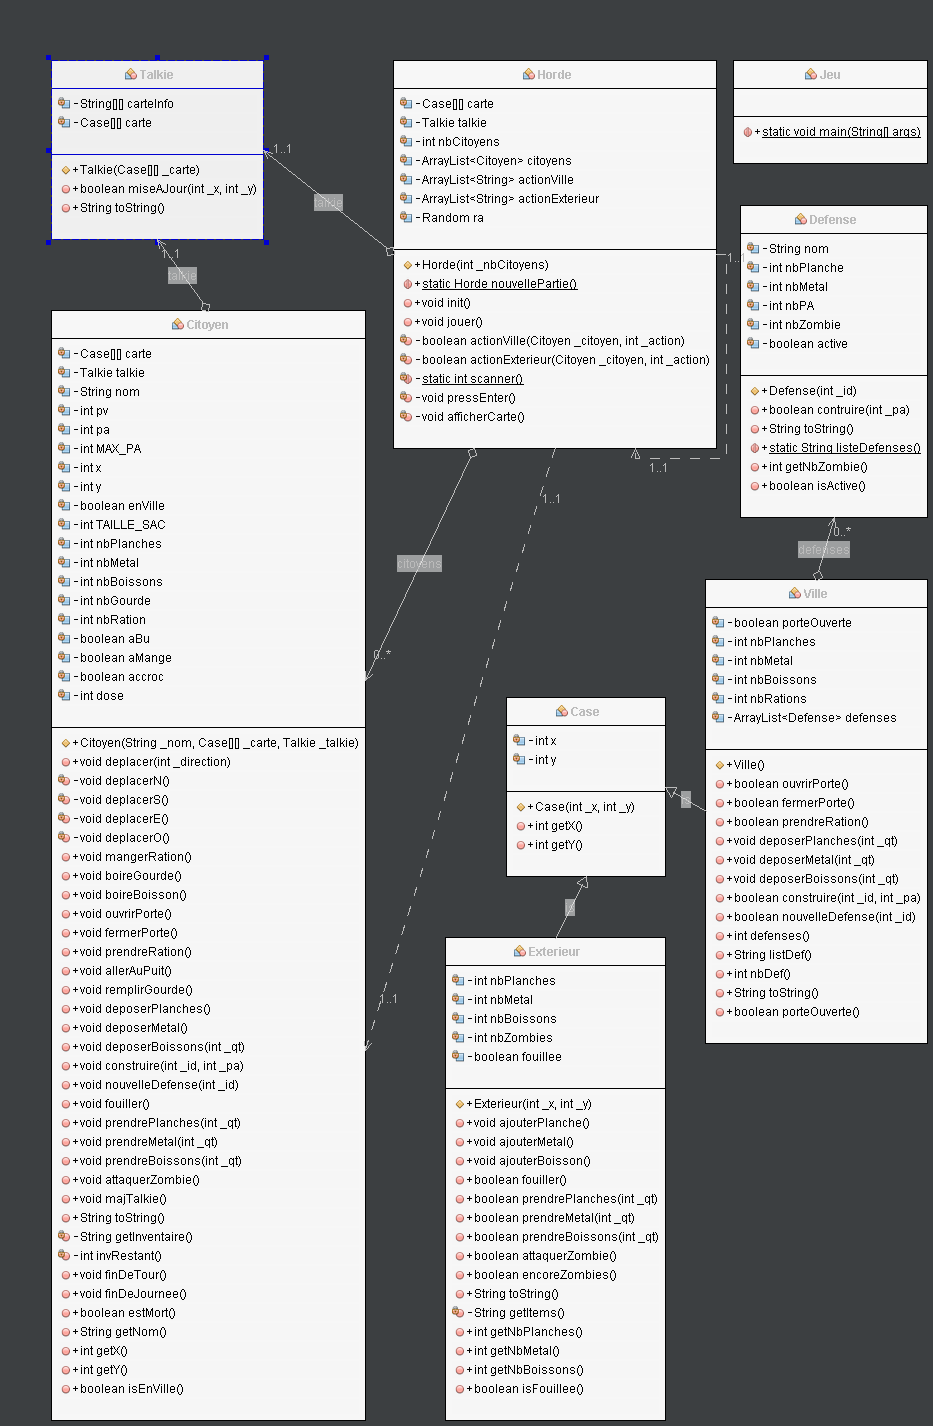 Talkie
- String[][] carteInfo
- Case[][] carte
+ Talkie(Case[][] _carte)
+ boolean miseAJour(int _x, int _y)
+ String toString()
1..1
talkie
1..1
talkie
Horde
- Case[][] carte
- Talkie talkie
- int nbCitoyens
- ArrayList<Citoyen> citoyens
- ArrayList<String> actionVille
- ArrayList<String> actionExterieur
- Random ra
+ Horde(int _nbCitoyens)
+ static Horde nouvellePartie()
+ void init()
+ void jouer()
- boolean actionVille(Citoyen _citoyen, int _action)
- boolean actionExterieur(Citoyen _citoyen, int _action)
- static int scanner()
- void pressEnter()
- void afficherCarte()
1..1
1..1
1..1
citoyens
0..*
1..1
Jeu
+ static void main(String[] args)
Defense
- String nom
- int nbPlanche
- int nbMetal
- int nbPA
- int nbZombie
- boolean active
+ Defense(int _id)
+ boolean contruire(int _pa)
+ String toString()
+ static String listeDefenses()
+ int getNbZombie()
+ boolean isActive()
0..*
defenses
Citoyen
- Case[][] carte
- Talkie talkie
- String nom
- int pv
- int pa
- int MAX_PA
- int x
- int y
- boolean enVille
- int TAILLE_SAC
- int nbPlanches
- int nbMetal
- int nbBoissons
- int nbGourde
- int nbRation
- boolean aBu
- boolean aMange
- boolean accroc
- int dose
+ Citoyen(String _nom, Case[][] _carte, Talkie _talkie)
+ void deplacer(int _direction)
- void deplacerN()
- void deplacerS()
- void deplacerE()
- void deplacerO()
+ void mangerRation()
+ void boireGourde()
+ void boireBoisson()
+ void ouvrirPorte()
+ void fermerPorte()
+ void prendreRation()
+ void allerAuPuit()
+ void remplirGourde()
+ void deposerPlanches()
+ void deposerMetal()
+ void deposerBoissons(int _qt)
+ void construire(int _id, int _pa)
+ void nouvelleDefense(int _id)
+ void fouiller()
+ void prendrePlanches(int _qt)
+ void prendreMetal(int _qt)
+ void prendreBoissons(int _qt)
+ void attaquerZombie()
+ void majTalkie()
+ String toString()
- String getInventaire()
- int invRestant()
+ void finDeTour()
+ void finDeJournee()
+ boolean estMort()
+ String getNom()
+ int getX()
+ int getY()
+ boolean isEnVille()
Case
- int x
- int y
+ Case(int _x, int _y)
+ int getX()
+ int getY()
Ville
- boolean porteOuverte
- int nbPlanches
- int nbMetal
- int nbBoissons
- int nbRations
- ArrayList<Defense> defenses
+ Ville()
+ boolean ouvrirPorte()
+ boolean fermerPorte()
+ boolean prendreRation()
+ void deposerPlanches(int _qt)
+ void deposerMetal(int _qt)
+ void deposerBoissons(int _qt)
+ boolean construire(int _id, int _pa)
+ boolean nouvelleDefense(int _id)
+ int defenses()
+ String listDef()
+ int nbDef()
+ String toString()
+ boolean porteOuverte()
Exterieur
- int nbPlanches
- int nbMetal
- int nbBoissons
- int nbZombies
- boolean fouillee
+ Exterieur(int _x, int _y)
+ void ajouterPlanche()
+ void ajouterMetal()
+ void ajouterBoisson()
+ boolean fouiller()
+ boolean prendrePlanches(int _qt)
+ boolean prendreMetal(int _qt)
+ boolean prendreBoissons(int _qt)
+ boolean attaquerZombie()
+ boolean encoreZombies()
+ String toString()
- String getItems()
+ int getNbPlanches()
+ int getNbMetal()
+ int getNbBoissons()
+ boolean isFouillee()